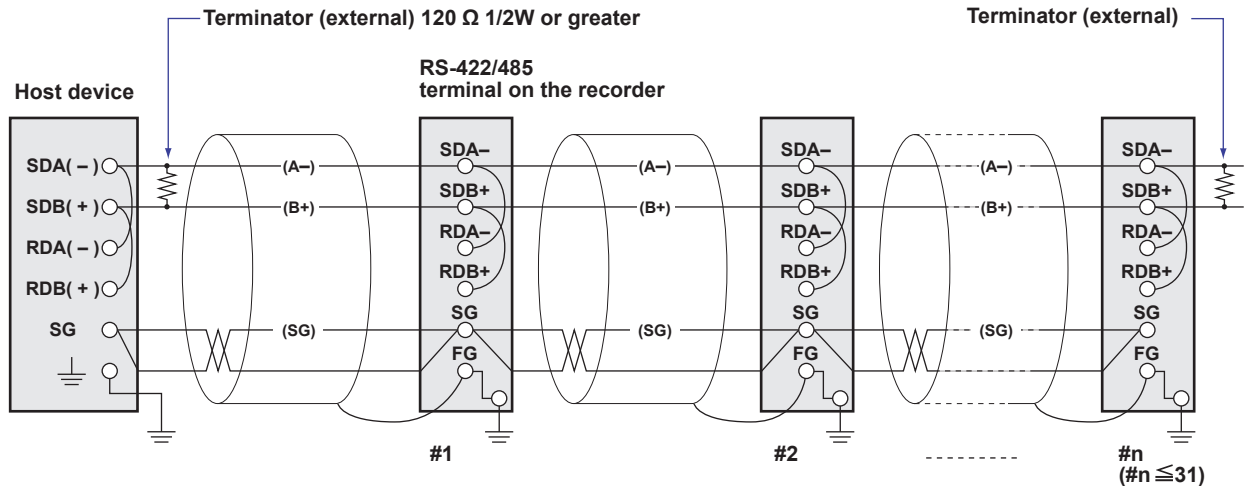 Terminator (external) 120 Ω 1/2W or greater
Terminator (external)
RS-422/485
terminal on the recorder
Host device
SDA( – )
SDB( + )
RDA( – )
RDB( + )
SG
(A–)
(B+)
(SG)
SDA–
SDB+
RDA–
RDB+
SG
FG
#1
(A–)
(B+)
(SG)
SDA–
SDB+
RDA–
RDB+
SG
FG
#2
(A–)
(B+)
(SG)
SDA–
SDB+
RDA–
RDB+
SG
FG
#n
(#n ≦31)